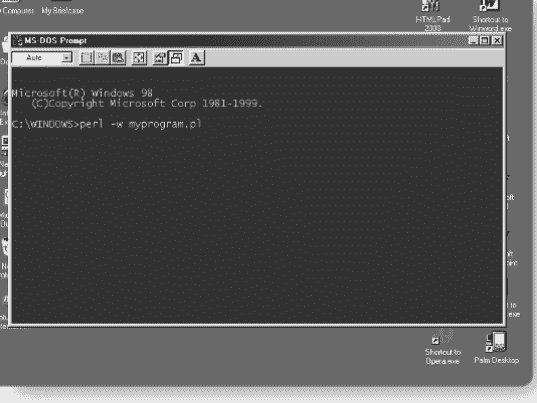 Computer My Briefcase
HTMLPad
2000
Shortcut to
Winword.exe
MS-DOS Prompt
Auto
A
Microsoft(R) Windows 98
(C)Copyright Microsoft Corp 1981-1999.
C:\WINDOWS>perl -w myprogram.pl
Shortcut to
Opera.exe
Palm Desktop